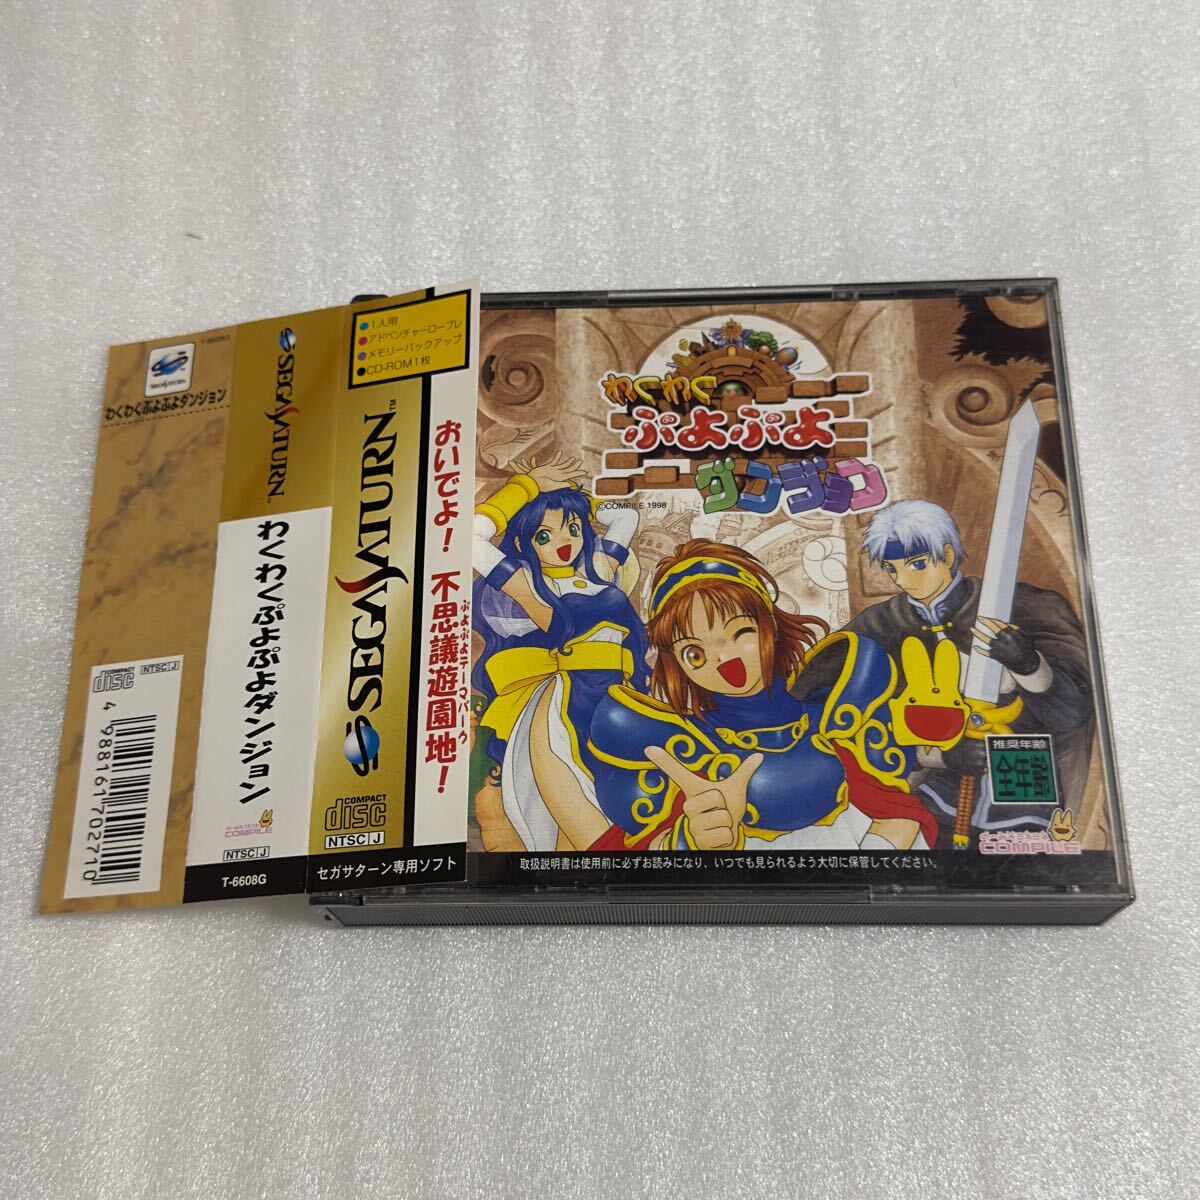 T-6608G
SEGA SATURN
わくわくぷよぷよダンジョン
COMPACT
disc
NTSC J
4 988161 702710
SEGA SATURN™
わくわくぷよぷよダンジョン
COMPILE
NTSC J
T-6608G
●1人用
●アドベンチャーロープレ
●メモリーバックアップ
●CD-ROM1枚
SEGA SATURN™
COMPACT
disc
NTSC J
セガサターン専用ソフト
おいでよ! 不思議遊園地!
ぷよぷよテーマパーク
わくわく
ぷよぷよ
ダンジョン
©COMPILE 1998
推奨年齢
全年齢
COMPILE
取扱説明書は使用前に必ずお読みになり、いつでも見られるよう大切に保管してください。